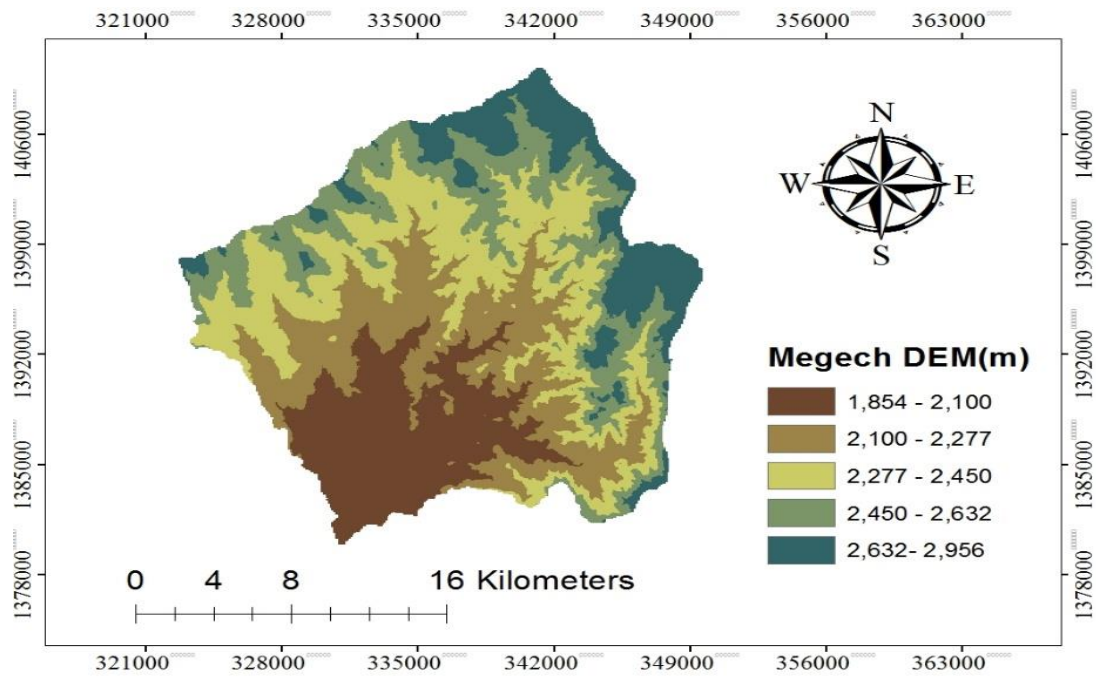 321000 328000 335000 342000 349000 356000 363000
N
W E
S
1406000 1406000
1399000 1399000
1392000 1392000
1385000 1385000
1378000 1378000
Megech DEM(m)
1,854 - 2,100
2,100 - 2,277
2,277 - 2,450
2,450 - 2,632
2,632- 2,956
0 4 8 16 Kilometers
321000 328000 335000 342000 349000 356000 363000